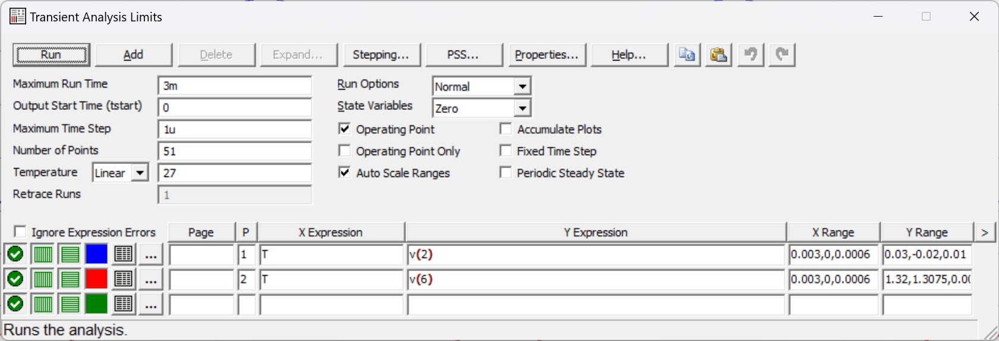 Transient Analysis Limits
Run Add Delete Expand... Stepping... PSS... Properties... Help...
Maximum Run Time 3m Run Options Normal
Output Start Time (tstart) 0 State Variables Zero
Maximum Time Step 1u Operating Point Accumulate Plots
Number of Points 51 Operating Point Only Fixed Time Step
Temperature Linear 27 Auto Scale Ranges Periodic Steady State
Retrace Runs 1
Ignore Expression Errors Page P X Expression Y Expression X Range Y Range >
... 1 T v(2) 0.003,0,0.0006 0.03,-0.02,0.01
... 2 T v(6) 0.003,0,0.0006 1.32,1.3075,0.00
...
Runs the analysis.